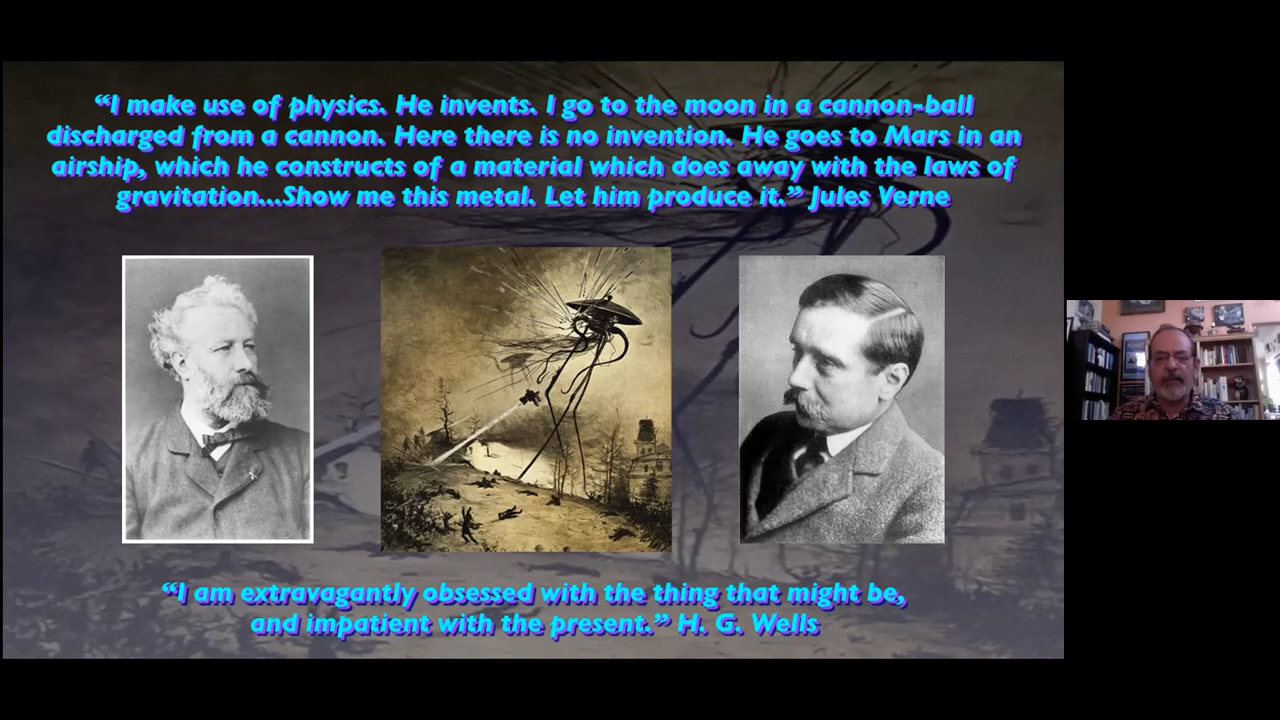 “I make use of physics. He invents. I go to the moon in a cannon-ball
discharged from a cannon. Here there is no invention. He goes to Mars in an
airship, which he constructs of a material which does away with the laws of
gravitation...Show me this metal. Let him produce it.” Jules Verne
“I am extravagantly obsessed with the thing that might be,
and impatient with the present.” H. G. Wells